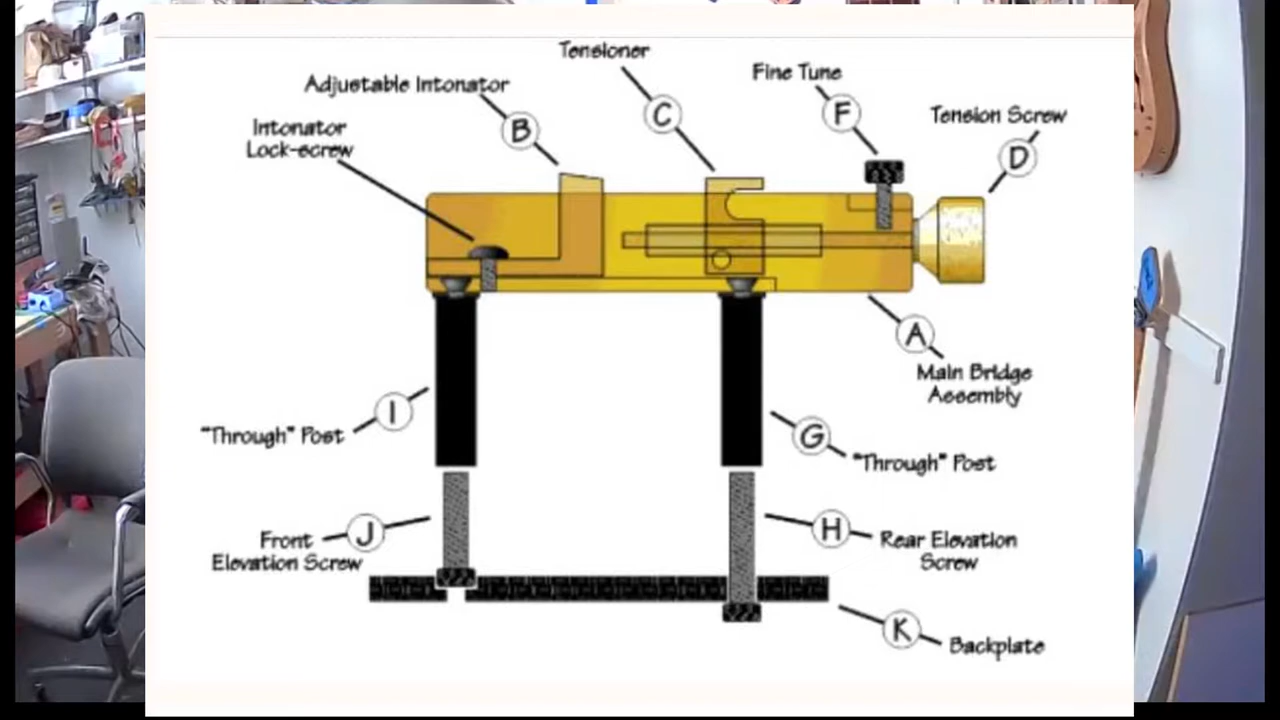 Tensioner
C
Adjustable Intonator
B
Intonator
Lock-screw
Fine Tune
F
Tension Screw
D
A
Main Bridge
Assembly
I
"Through" Post
G
"Through" Post
J
Front
Elevation Screw
H
Rear Elevation
Screw
K
Backplate